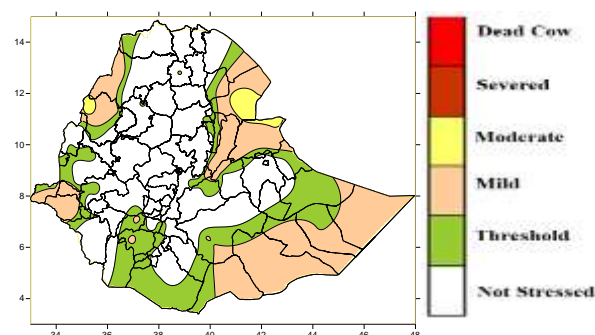 14
12
10
8
6
4
34 36 38 40 42 44 46 48
Dead Cow
Severed
Moderate
Mild
Threshold
Not Stressed